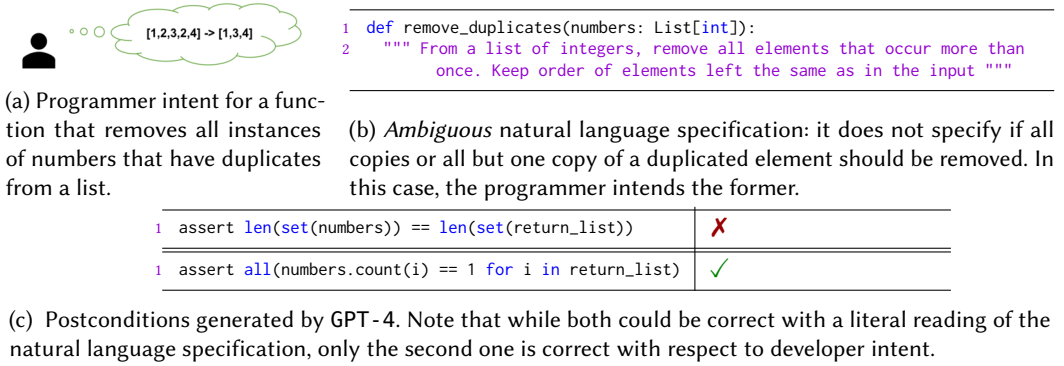 [1,2,3,2,4] -> [1,3,4]
(a) Programmer intent for a func-
tion that removes all instances
of numbers that have duplicates
from a list.
1 def remove_duplicates(numbers: List[int]):
2 """ From a list of integers, remove all elements that occur more than
once. Keep order of elements left the same as in the input """
(b) Ambiguous natural language specification: it does not specify if all
copies or all but one copy of a duplicated element should be removed. In
this case, the programmer intends the former.
1 assert len(set(numbers)) == len(set(return_list)) ✗
1 assert all(numbers.count(i) == 1 for i in return_list) ✓
(c) Postconditions generated by GPT-4. Note that while both could be correct with a literal reading of the
natural language specification, only the second one is correct with respect to developer intent.